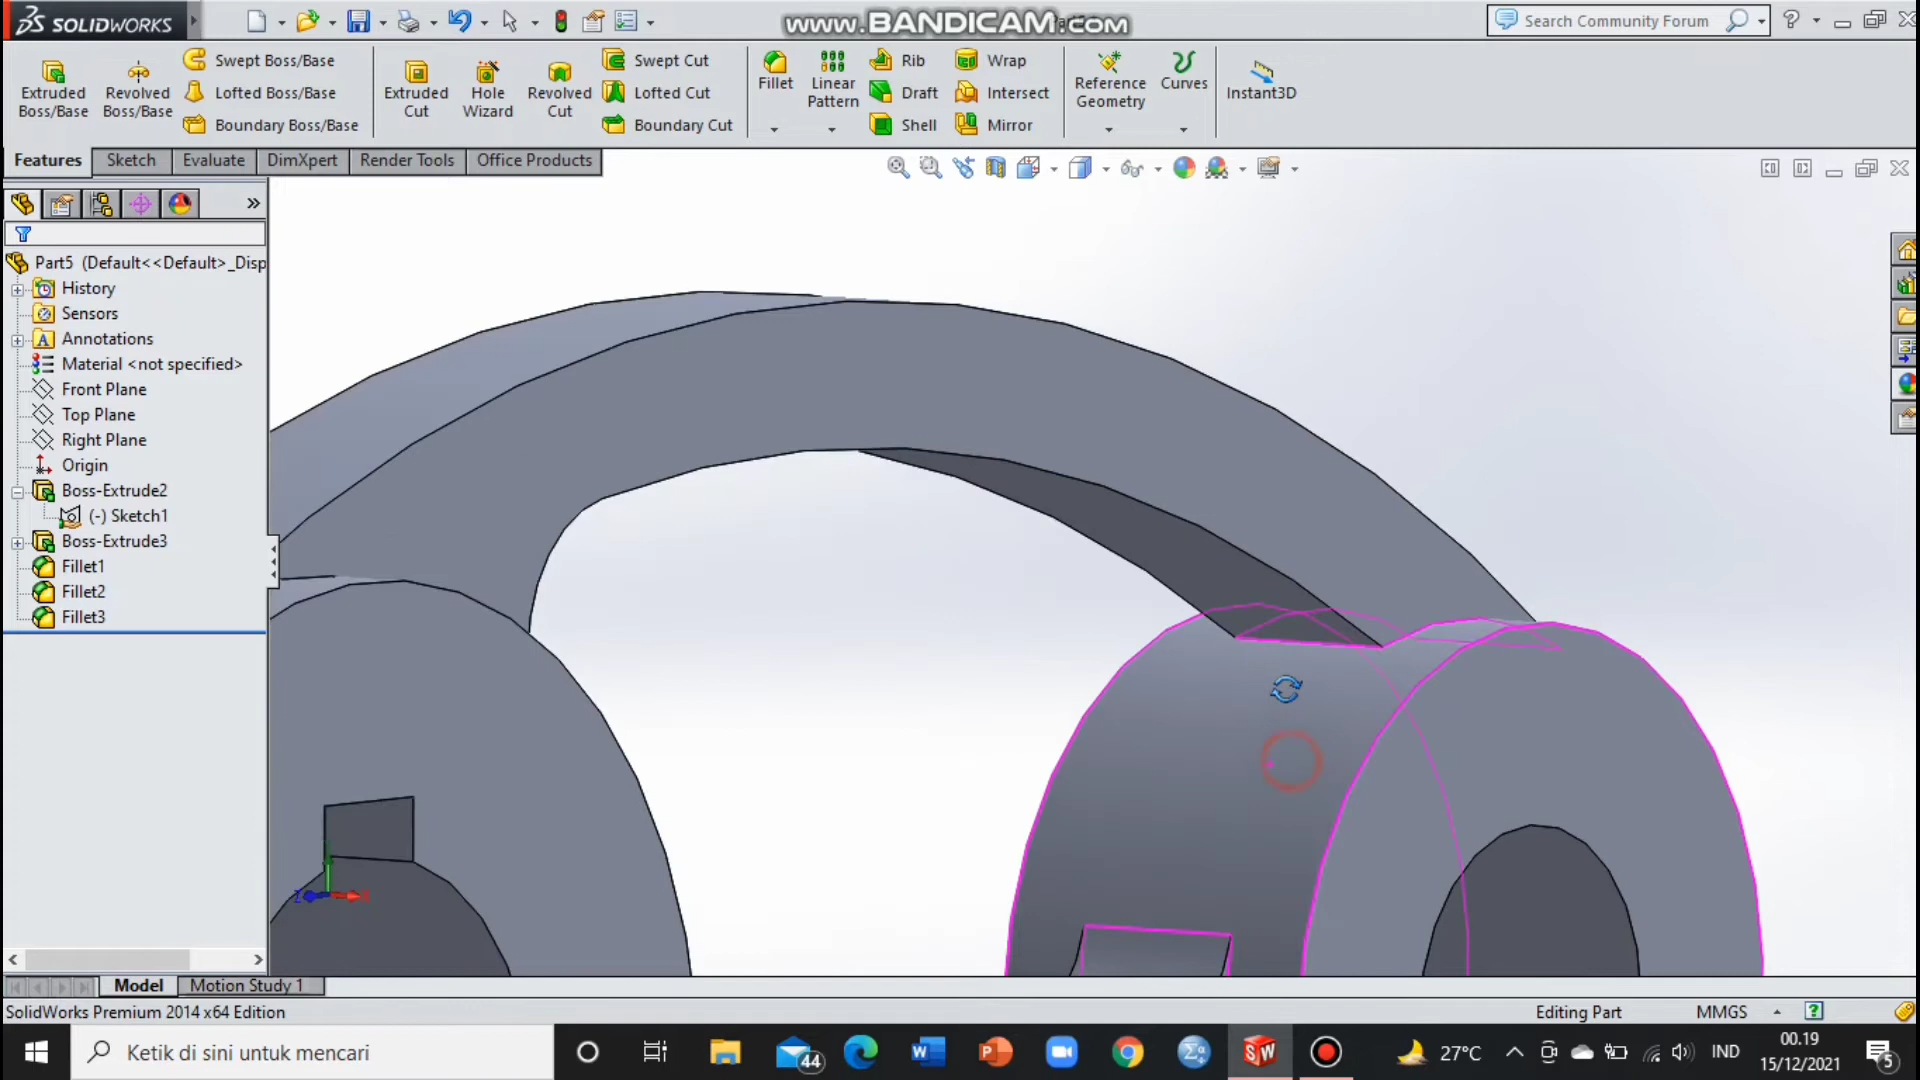 SOLIDWORKS
www.BANDICAM.com
Search Community Forum
Extruded Boss/Base
Revolved Boss/Base
Swept Boss/Base
Lofted Boss/Base
Boundary Boss/Base
Extruded Cut
Hole Wizard
Revolved Cut
Swept Cut
Lofted Cut
Boundary Cut
Fillet
Linear Pattern
Rib
Draft
Shell
Wrap
Intersect
Mirror
Reference Geometry
Curves
Instant3D
Features
Sketch
Evaluate
DimXpert
Render Tools
Office Products
Part5 (Default<<Default>_Disp
History
Sensors
Annotations
Material <not specified>
Front Plane
Top Plane
Right Plane
Origin
Boss-Extrude2
(-) Sketch1
Boss-Extrude3
Fillet1
Fillet2
Fillet3
Model
Motion Study 1
SolidWorks Premium 2014 x64 Edition
Editing Part
MMGS
Ketik di sini untuk mencari
44
27°C
IND
00.19
15/12/2021
5